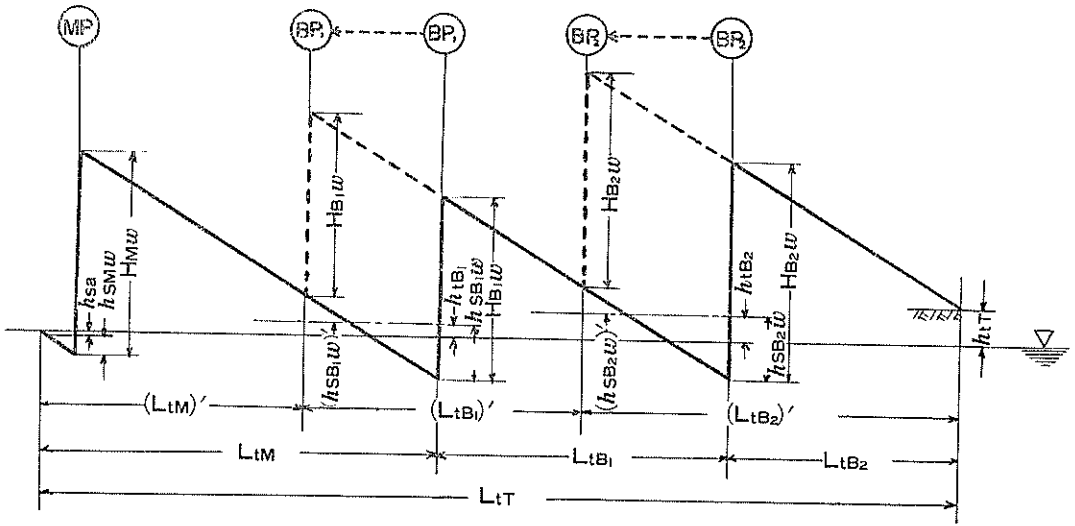 MP BP₁ BP₁ BP₂ BP₂
hsa
hSMw
HMw
HB₁w
(hSB₁w)'
htB₁
hSB₁w
HB₁w
HB₂w
(hSB₂w)'
htB₂
hSB₂w
HB₂w
htT
(LtM)' (LtB₁)' (LtB₂)'
LtM LtB₁ LtB₂
LtT